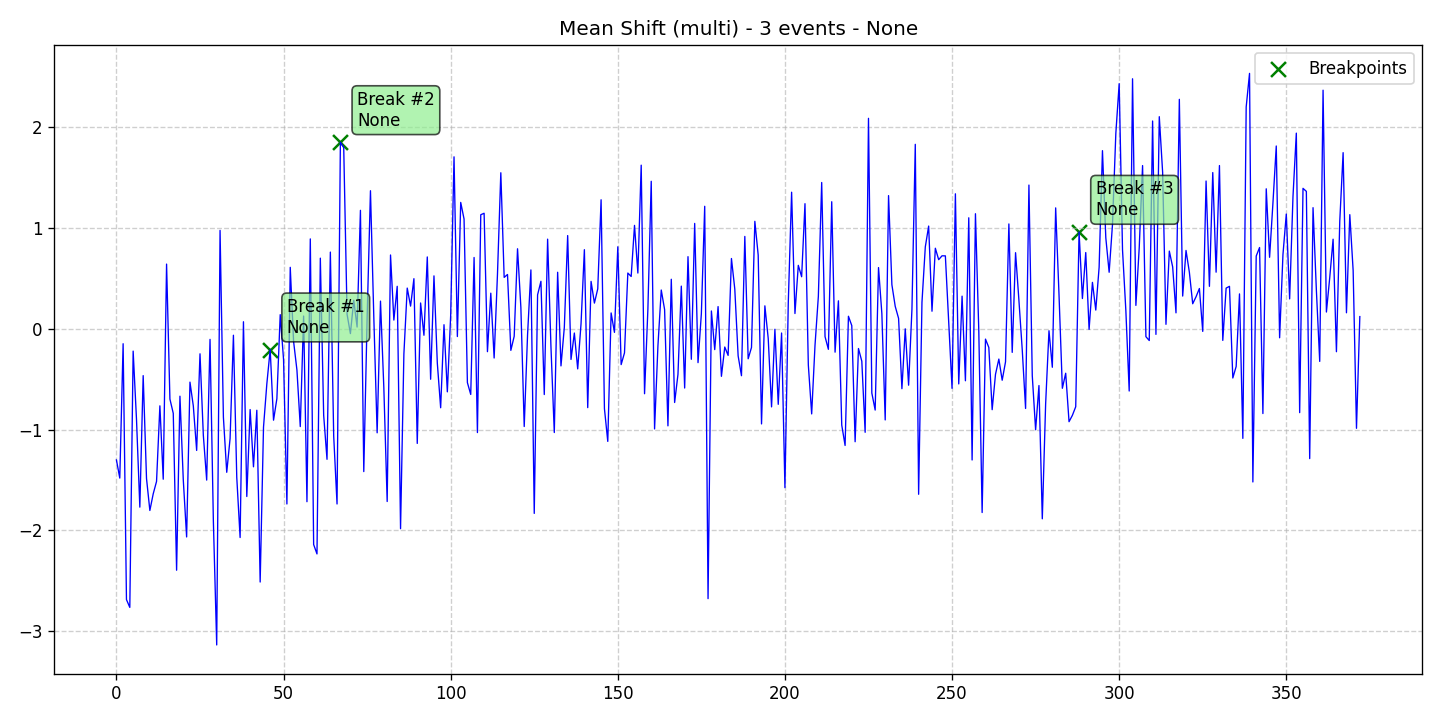 Mean Shift (multi) - 3 events - None
Breakpoints
Break #2
None
Break #3
None
Break #1
None
2
1
0
−1
−2
−3
0
50
100
150
200
250
300
350